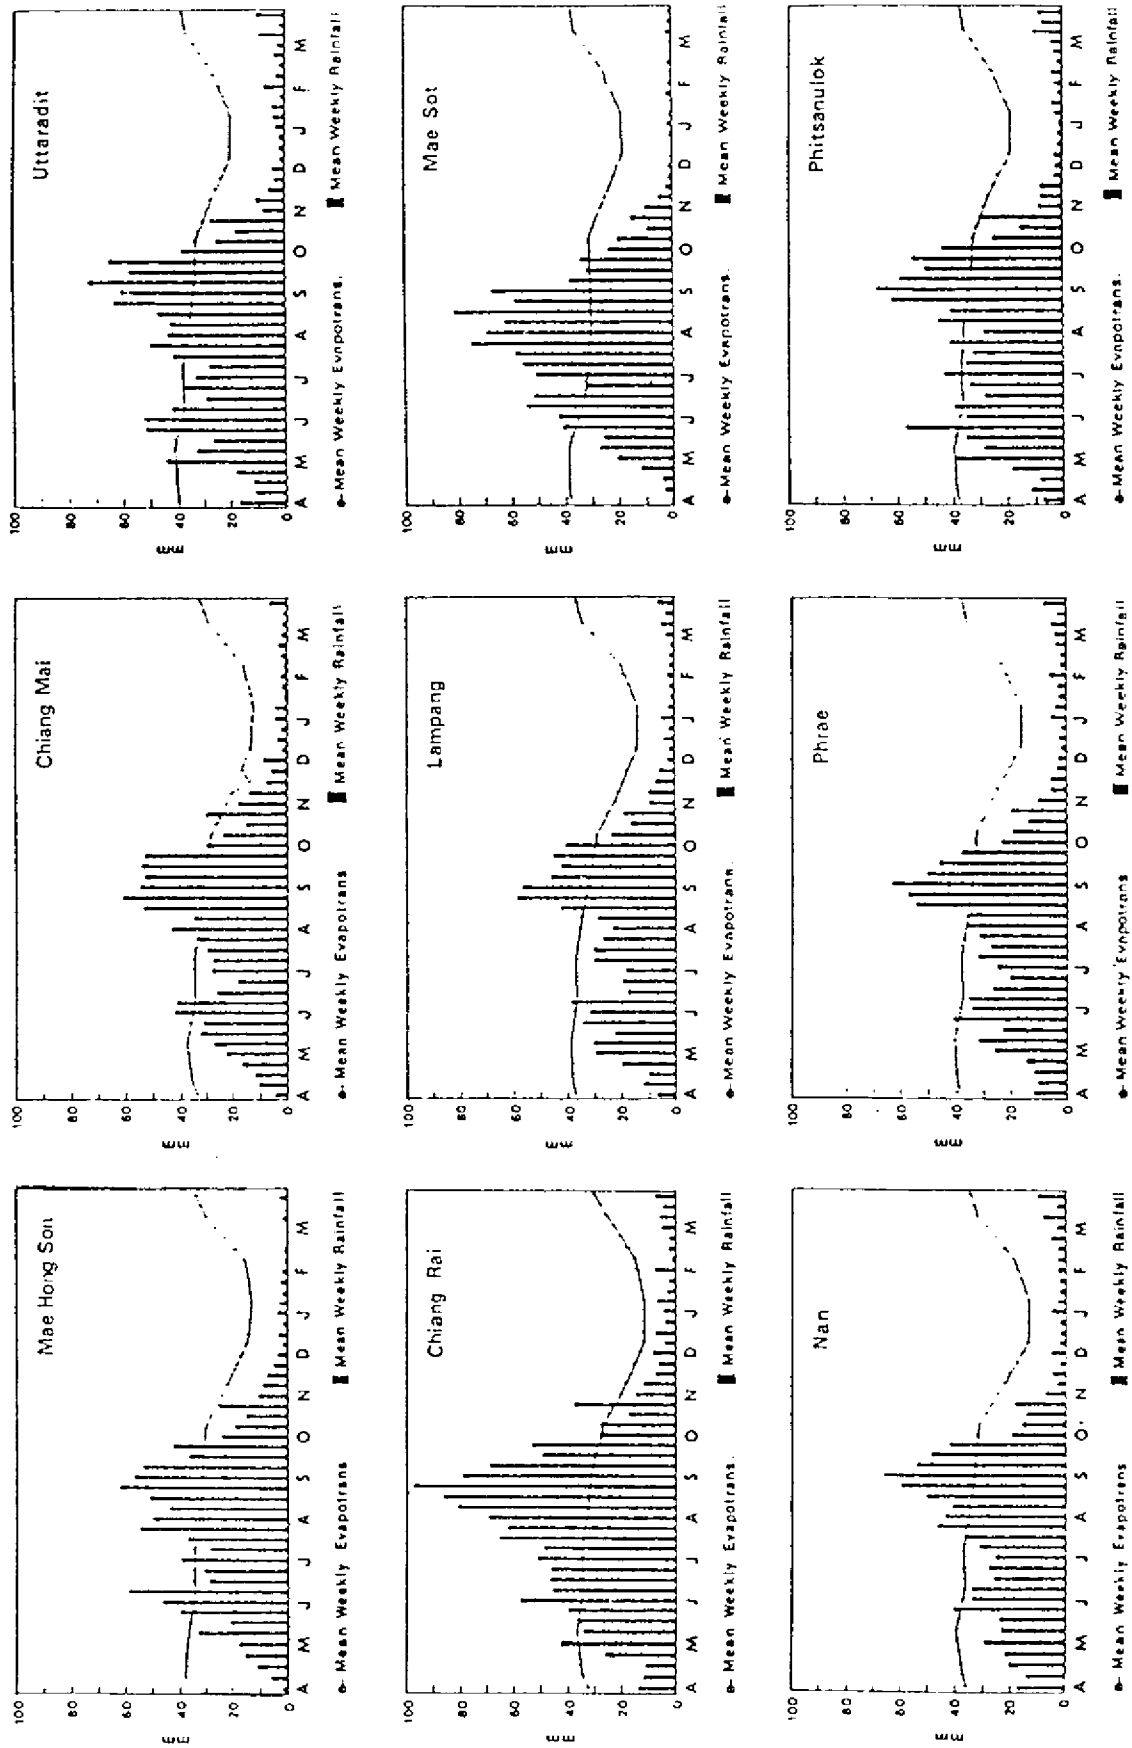 Mae Hong Son
100
80
60
40
20
0
mm
A M J J A S O N D J F M
Mean Weekly Evapotrans
Mean Weekly Rainfall
Chiang Mai
100
80
60
40
20
0
mm
A M J J A S O N D J F M
Mean Weekly Evapotrans
Mean Weekly Rainfall
Uttaradit
100
80
60
40
20
0
mm
A M J J A S O N D J F M
Mean Weekly Evapotrans.
Mean Weekly Rainfall
Chiang Rai
100
80
60
40
20
0
mm
A M J J A S O N D J F M
Mean Weekly Evapotrans.
Mean Weekly Rainfall
Lampang
100
80
60
40
20
0
mm
A M J J A S O N D J F M
Mean Weekly Evapotrans.
Mean Weekly Rainfall
Mae Sot
100
80
60
40
20
0
mm
A M J J A S O N D J F M
Mean Weekly Evapotrans.
Mean Weekly Rainfall
Nan
100
80
60
40
20
0
mm
A M J J A S O N D J F M
Mean Weekly Evapotrans
Mean Weekly Rainfall
Phrae
100
80
60
40
20
0
mm
A M J J A S O N D J F M
Mean Weekly Evapotrans
Mean Weekly Rainfall
Phitsanulok
100
80
60
40
20
0
mm
A M J J A S O N D J F M
Mean Weekly Evapotrans.
Mean Weekly Rainfall